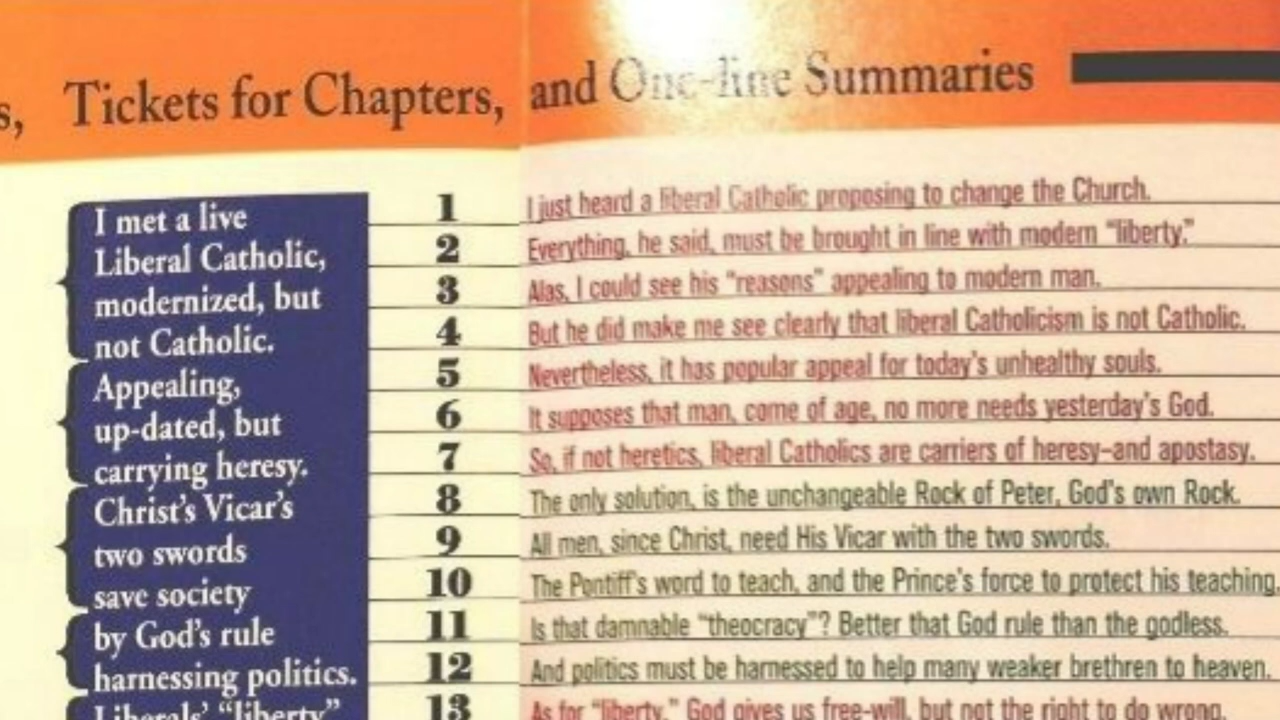 s, Tickets for Chapters, and One-line Summaries
I met a live
Liberal Catholic,
modernized, but
not Catholic.
Appealing,
up-dated, but
carrying heresy.
Christ's Vicar's
two swords
save society
by God's rule
harnessing politics.
Liberals' "liberty"
1 I just heard a liberal Catholic proposing to change the Church.
2 Everything, he said, must be brought in line with modern "liberty."
3 Alas, I could see his "reasons" appealing to modern man.
4 But he did make me see clearly that liberal Catholicism is not Catholic.
5 Nevertheless, it has popular appeal for today's unhealthy souls.
6 It supposes that man, come of age, no more needs yesterday's God.
7 So, if not heretics, liberal Catholics are carriers of heresy–and apostasy.
8 The only solution, is the unchangeable Rock of Peter, God's own Rock.
9 All men, since Christ, need His Vicar with the two swords.
10 The Pontiff's word to teach, and the Prince's force to protect his teaching.
11 Is that damnable "theocracy"? Better that God rule than the godless.
12 And politics must be harnessed to help many weaker brethren to heaven.
13 As for "liberty," God gives us free-will, but not the right to do wrong.